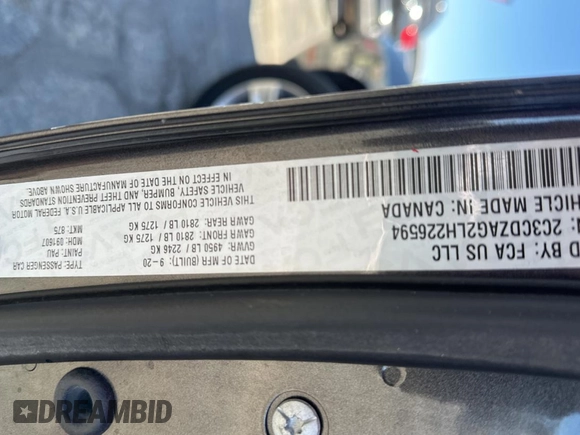 D BY: FCA US LLC
N: 2C3CDZAG2LH226594
EHICLE MADE IN: CANADA
DATE OF MFR (BUILT): 9-20
GVWR: 4950 LB / 2246 KG
GAWR FRONT: 2810 LB / 1275 KG
GAWR REAR: 2810 LB / 1275 KG
THIS VEHICLE CONFORMS TO ALL APPLICABLE U.S.A. FEDERAL MOTOR
VEHICLE SAFETY, BUMPER, AND THEFT PREVENTION STANDARDS
IN EFFECT ON THE DATE OF MANUFACTURE SHOWN ABOVE.
TYPE: PASSENGER CAR
PAINT: PAU
MDH: 091607
MKT: 875
DREAMBID